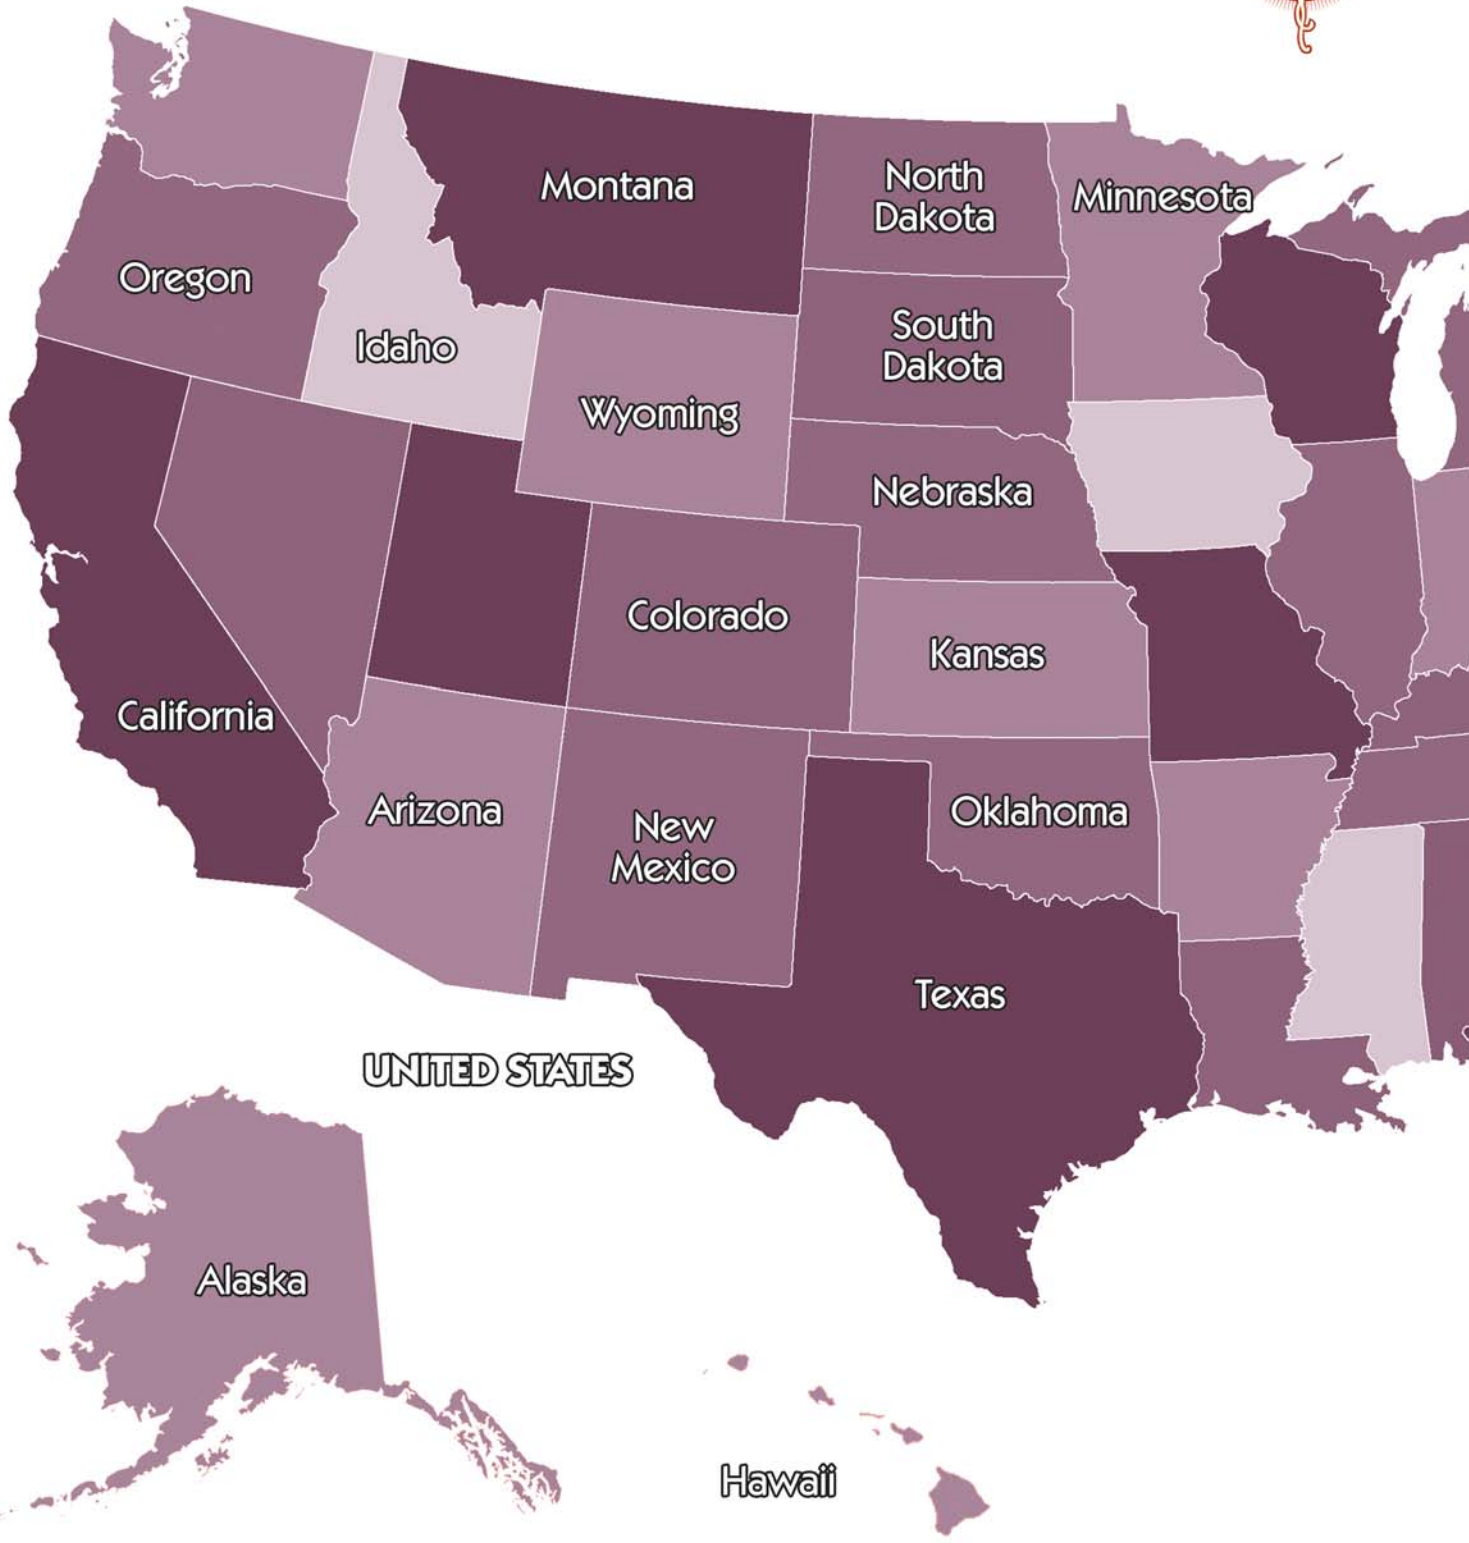 Montana
North
Dakota
Minnesota
Oregon
South
Dakota
Idaho
Wyoming
Nebraska
Colorado
Kansas
California
Arizona
New
Mexico
Oklahoma
Texas
UNITED STATES
Alaska
Hawaii